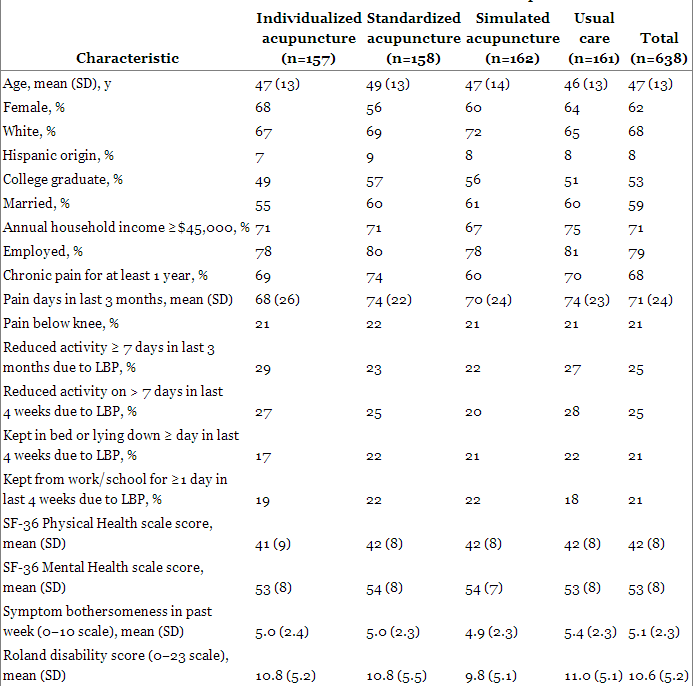 Individualized Standardized Simulated Usual
acupuncture acupuncture acupuncture care Total
Characteristic (n=157) (n=158) (n=162) (n=161) (n=638)
Age, mean (SD), y 47 (13) 49 (13) 47 (14) 46 (13) 47 (13)
Female, % 68 56 60 64 62
White, % 67 69 72 65 68
Hispanic origin, % 7 9 8 8 8
College graduate, % 49 57 56 51 53
Married, % 55 60 61 60 59
Annual household income ≥$45,000, % 71 71 67 75 71
Employed, % 78 80 78 81 79
Chronic pain for at least 1 year, % 69 74 60 70 68
Pain days in last 3 months, mean (SD) 68 (26) 74 (22) 70 (24) 74 (23) 71 (24)
Pain below knee, % 21 22 21 21 21
Reduced activity ≥ 7 days in last 3
months due to LBP, % 29 23 22 27 25
Reduced activity on > 7 days in last
4 weeks due to LBP, % 27 25 20 28 25
Kept in bed or lying down ≥ day in last
4 weeks due to LBP, % 17 22 21 22 21
Kept from work/school for ≥1 day in
last 4 weeks due to LBP, % 19 22 22 18 21
SF-36 Physical Health scale score,
mean (SD) 41 (9) 42 (8) 42 (8) 42 (8) 42 (8)
SF-36 Mental Health scale score,
mean (SD) 53 (8) 54 (8) 54 (7) 53 (8) 53 (8)
Symptom bothersomeness in past
week (0–10 scale), mean (SD) 5.0 (2.4) 5.0 (2.3) 4.9 (2.3) 5.4 (2.3) 5.1 (2.3)
Roland disability score (0–23 scale),
mean (SD) 10.8 (5.2) 10.8 (5.5) 9.8 (5.1) 11.0 (5.1) 10.6 (5.2)